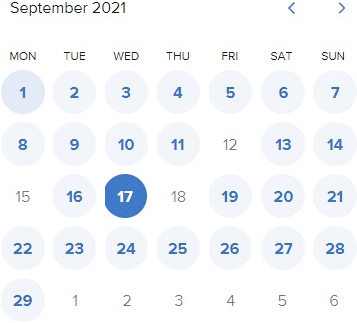 September 2021
MON TUE WED THU FRI SAT SUN
1 2 3 4 5 6 7
8 9 10 11 12 13 14
15 16 17 18 19 20 21
22 23 24 25 26 27 28
29 1 2 3 4 5 6